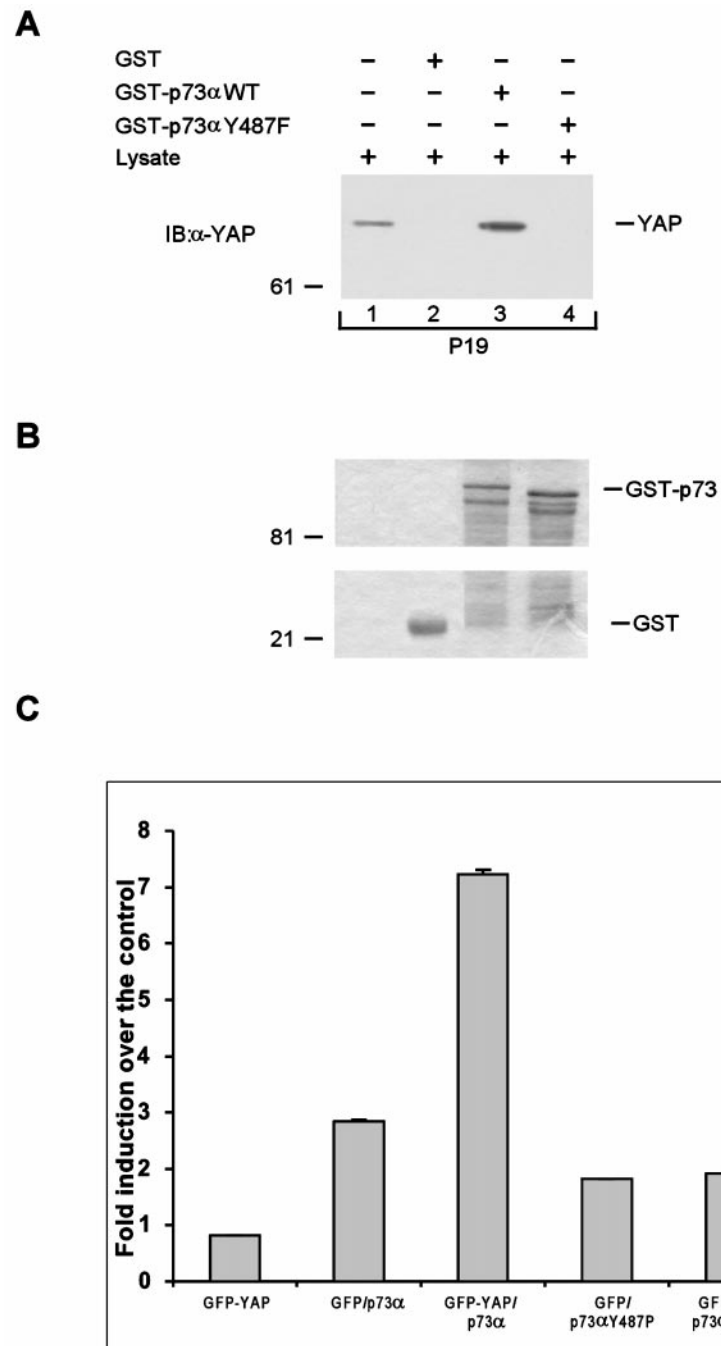 A
GST – + – –
GST-p73αWT – – + –
GST-p73αY487F – – – +
Lysate + + + +
IB:α-YAP
– YAP
61 –
1 2 3 4
P19
B
– GST-p73
81 –
21 –
– GST
C
Fold induction over the control
8
7
6
5
4
3
2
1
0
GFP-YAP
GFP/p73α
GFP-YAP/
p73α
GFP/
p73αY487P